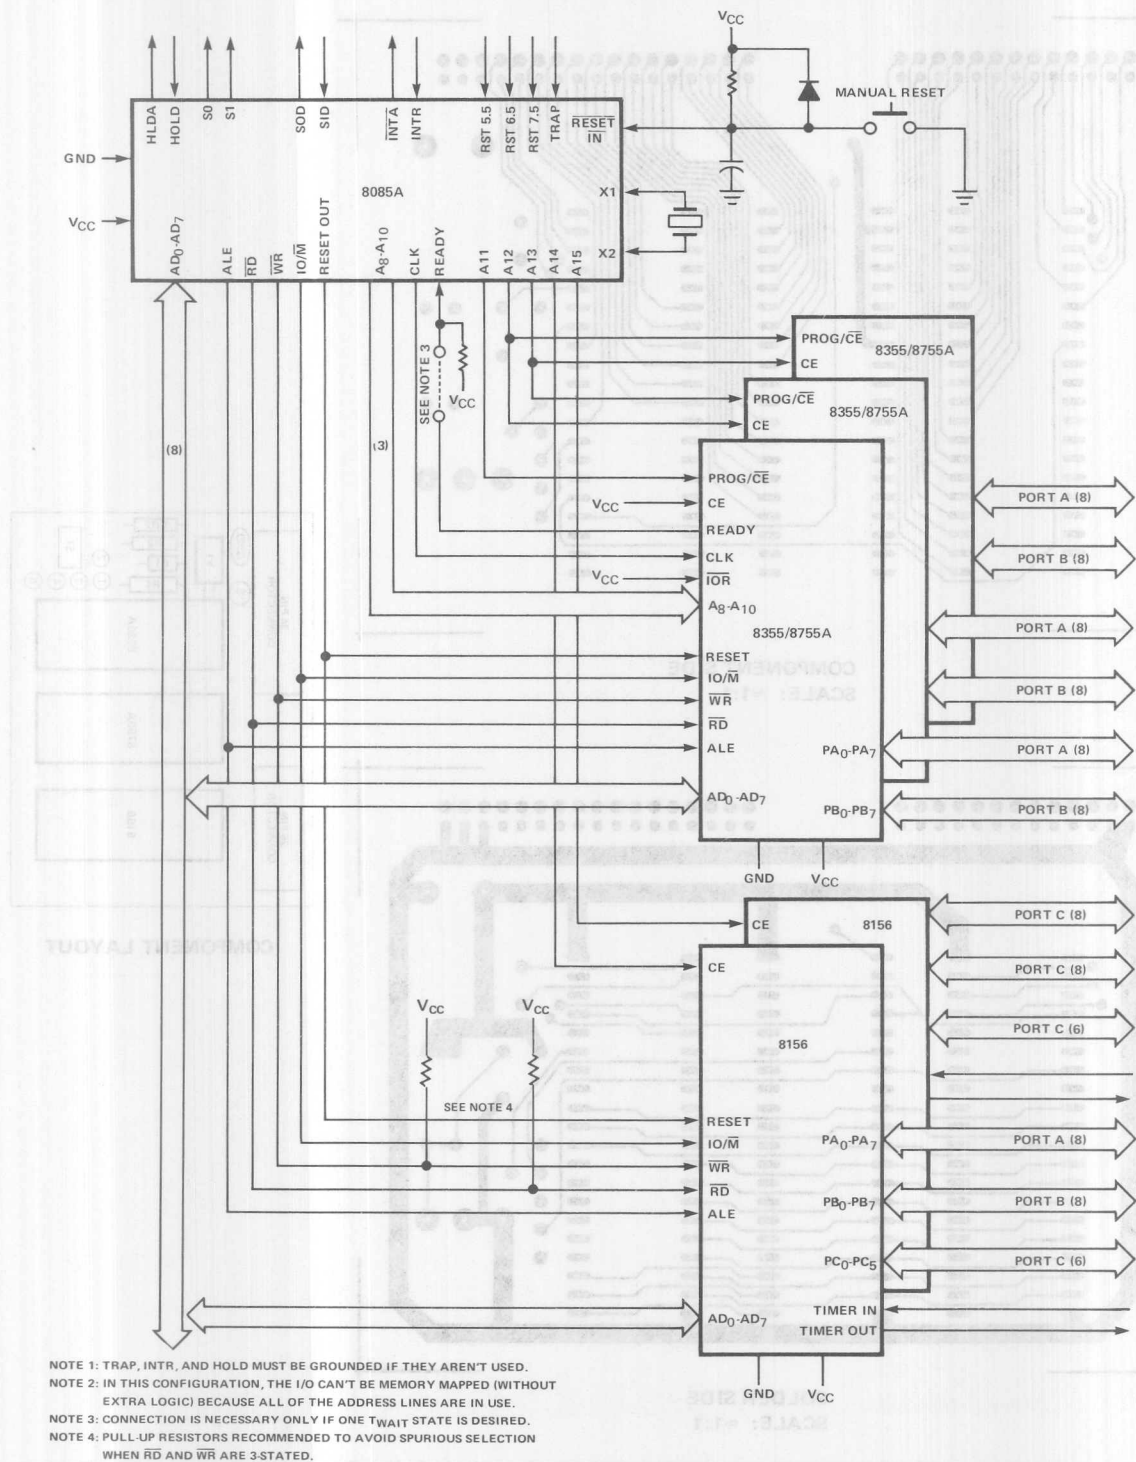 VCC
MANUAL RESET
HLDA
HOLD
S0
S1
SOD
SID
INTA
INTR
RST 5.5
RST 6.5
RST 7.5
TRAP
RESET IN
GND
8085A
X1
VCC
X2
AD0-AD7
ALE
RD
WR
IO/M
RESET OUT
A8-A10
CLK
READY
A11
A12
A13
A14
A15
PROG/CE
8355/8755A
CE
SEE NOTE 3
VCC
PROG/CE
8355/8755A
CE
(8)
(3)
PROG/CE
VCC
CE
PORT A (8)
READY
CLK
PORT B (8)
VCC
IOR
A8-A10
PORT A (8)
8355/8755A
RESET
IO/M
PORT B (8)
WR
RD
ALE
PA0-PA7
PORT A (8)
AD0-AD7
PB0-PB7
PORT B (8)
GND
VCC
CE
8156
PORT C (8)
CE
PORT C (8)
VCC
VCC
PORT C (6)
8156
SEE NOTE 4
RESET
IO/M
PA0-PA7
PORT A (8)
WR
RD
PB0-PB7
PORT B (8)
ALE
PC0-PC5
PORT C (6)
AD0-AD7
TIMER IN
TIMER OUT
GND
VCC
NOTE 1: TRAP, INTR, AND HOLD MUST BE GROUNDED IF THEY AREN'T USED.
NOTE 2: IN THIS CONFIGURATION, THE I/O CAN'T BE MEMORY MAPPED (WITHOUT
EXTRA LOGIC) BECAUSE ALL OF THE ADDRESS LINES ARE IN USE.
NOTE 3: CONNECTION IS NECESSARY ONLY IF ONE TWAIT STATE IS DESIRED.
NOTE 4: PULL-UP RESISTORS RECOMMENDED TO AVOID SPURIOUS SELECTION
WHEN RD AND WR ARE 3-STATED.
COMPONENT SIDE
SCALE: ≈1:1
COMPONENT LAYOUT
SCALE: ≈1:1